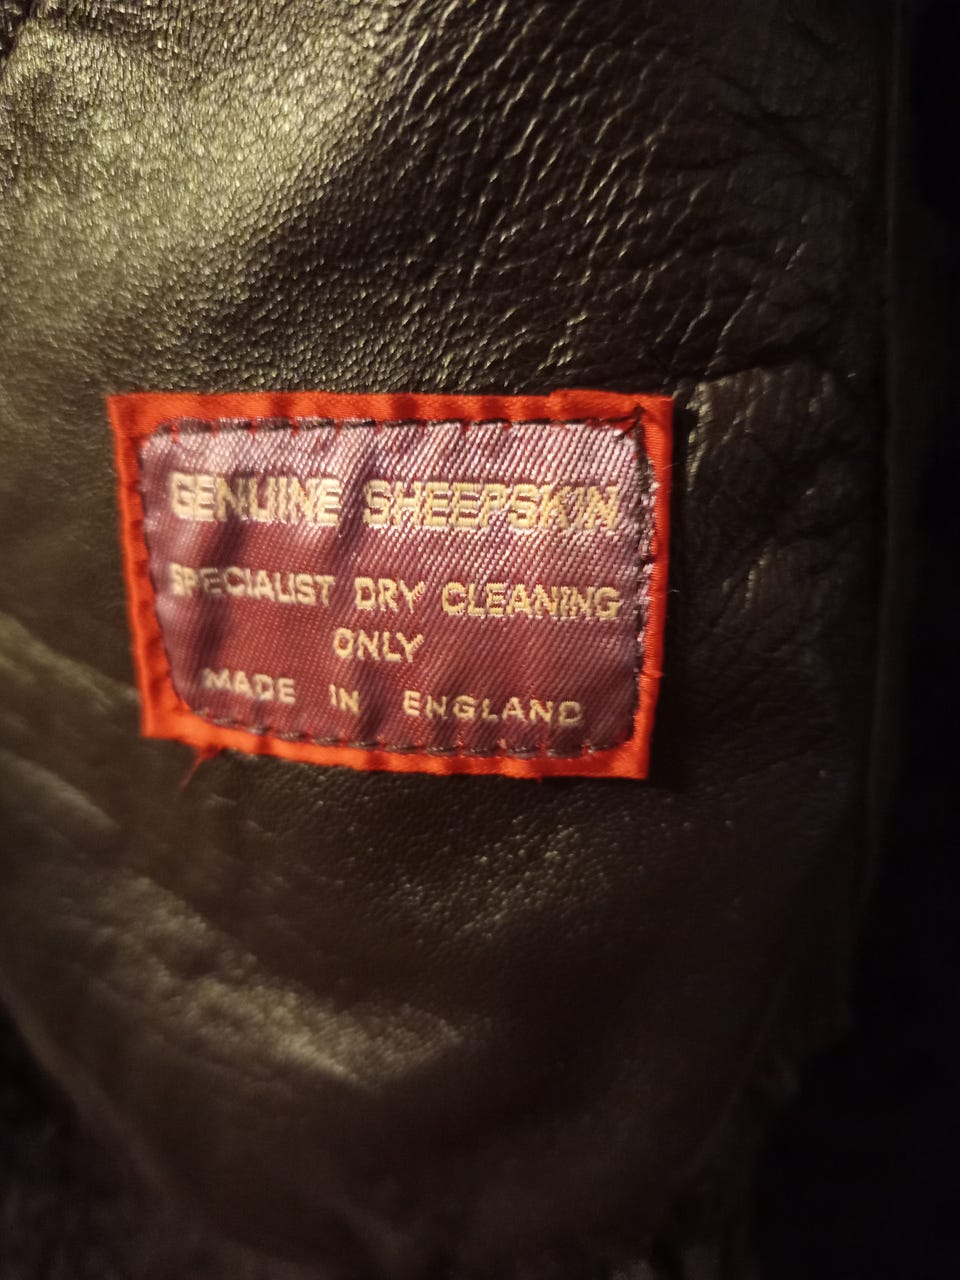 GENUINE SHEEPSKIN
SPECIALIST DRY CLEANING
ONLY
MADE IN ENGLAND